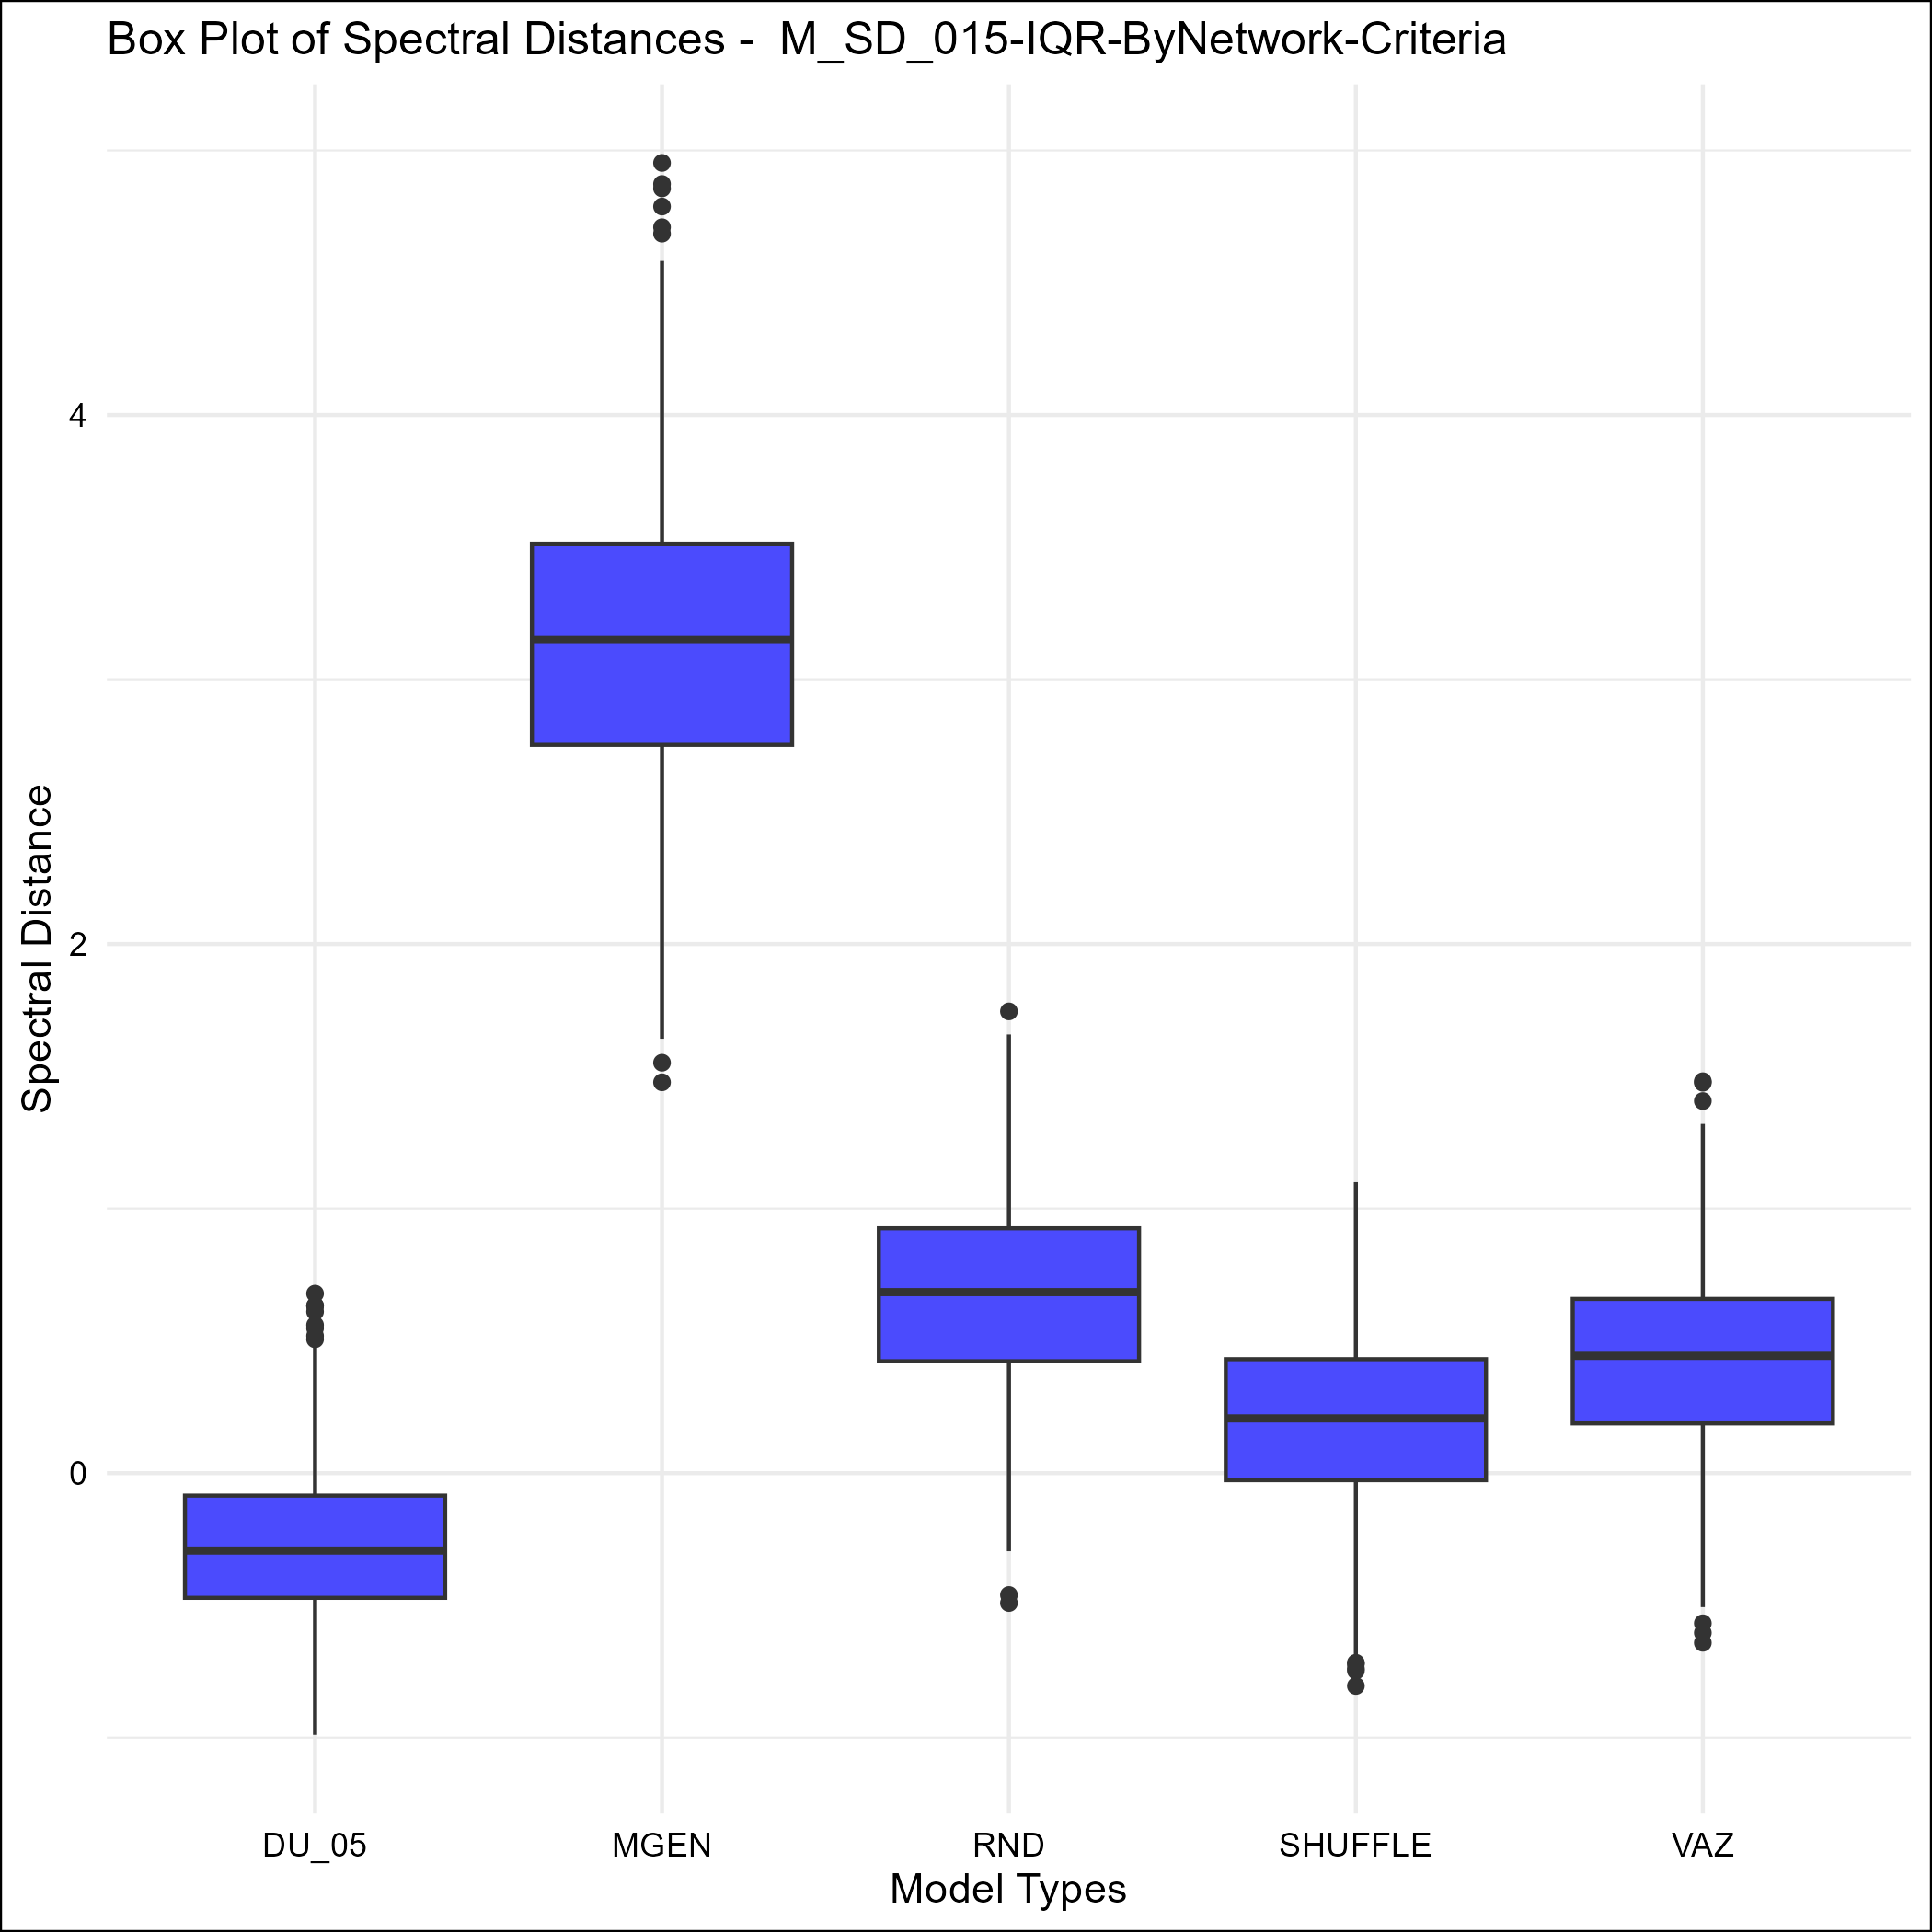 Box Plot of Spectral Distances -  M_SD_015-IQR-ByNetwork-Criteria
Spectral Distance
4
2
0
DU_05
MGEN
RND
SHUFFLE
VAZ
Model Types